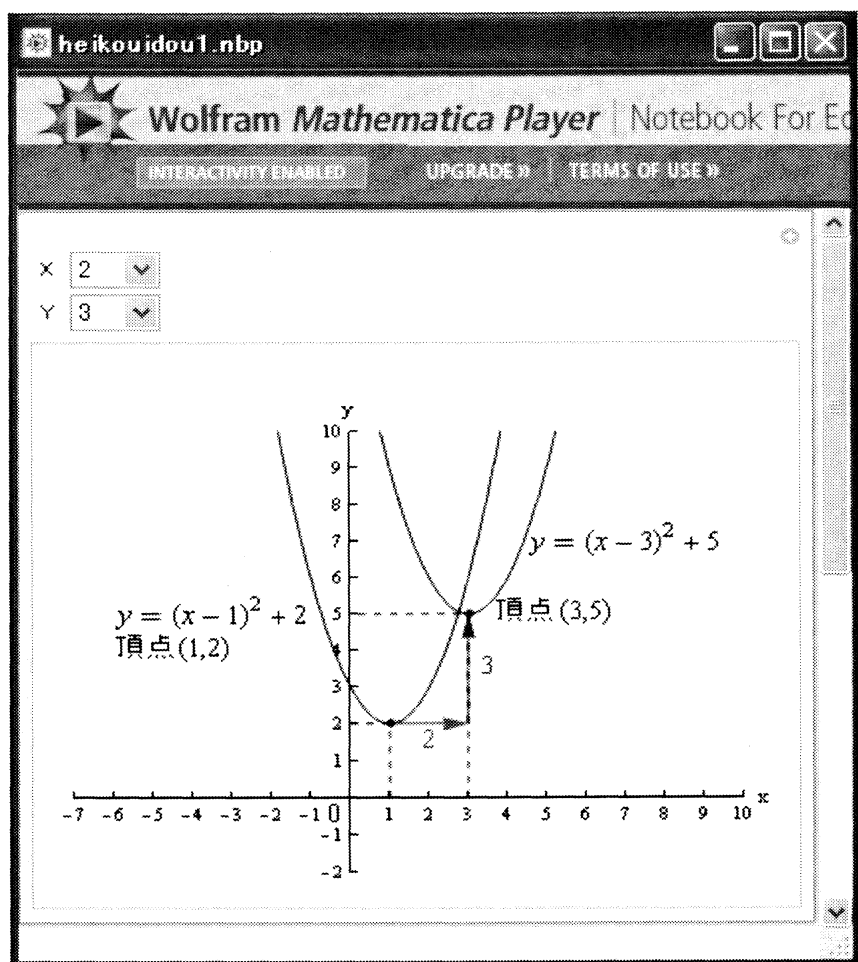 heikouidou1.nbp
Wolfram Mathematica Player | Notebook For Ed
INTERACTIVITY ENABLED UPGRADE » TERMS OF USE »
X 2
Y 3
y
10
9
8
7
y = (x − 3)² + 5
6
y = (x − 1)² + 2
5
頂点(3,5)
頂点(1,2)
4
3
3
2
2
1
-7 -6 -5 -4 -3 -2 -1 0 1 2 3 4 5 6 7 8 9 10 x
-1
-2